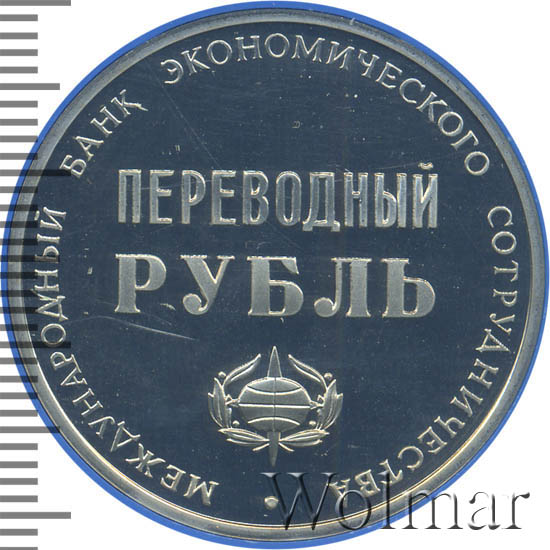 МЕЖДУНАРОДНЫЙ БАНК ЭКОНОМИЧЕСКОГО СОТРУДНИЧЕСТВА
ПЕРЕВОДНЫЙ
РУБЛЬ
Wolmar